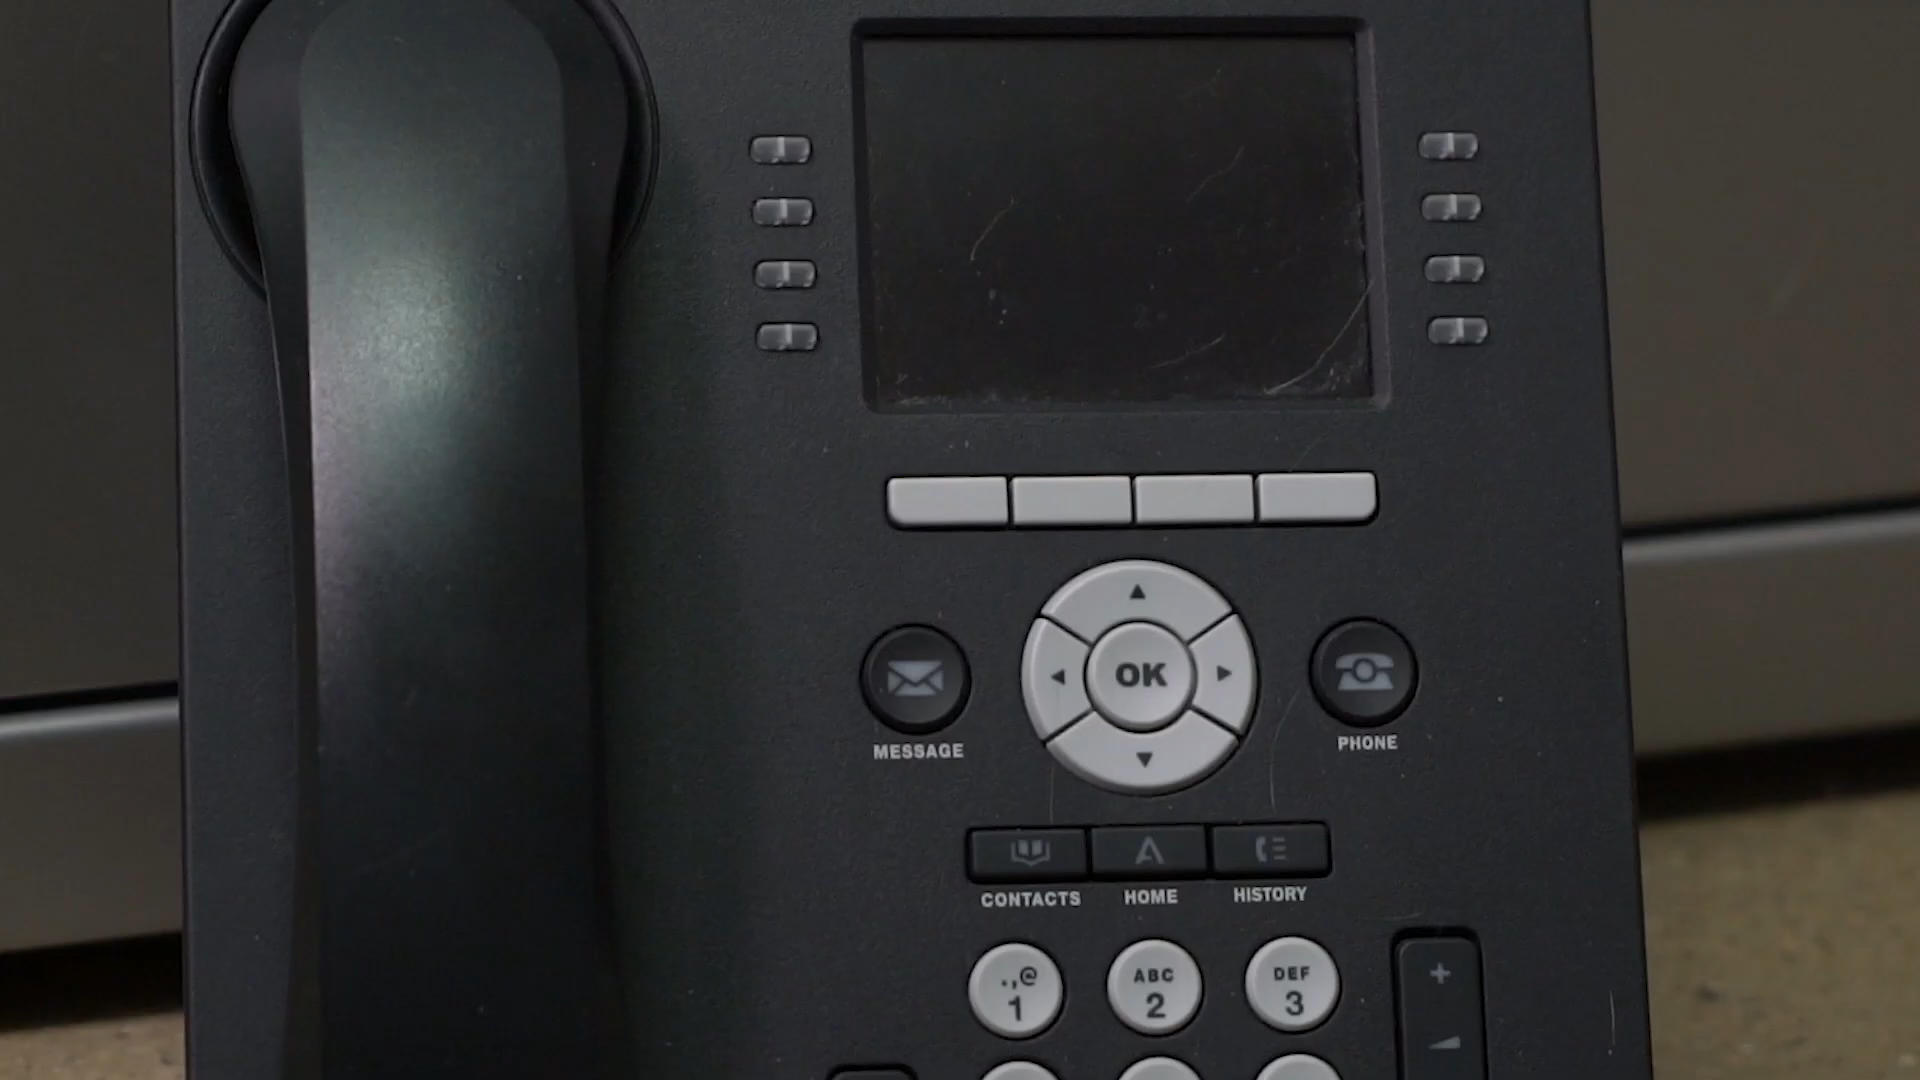 OK
MESSAGE
PHONE
CONTACTS HOME HISTORY
.,@ ABC DEF
1 2 3
+